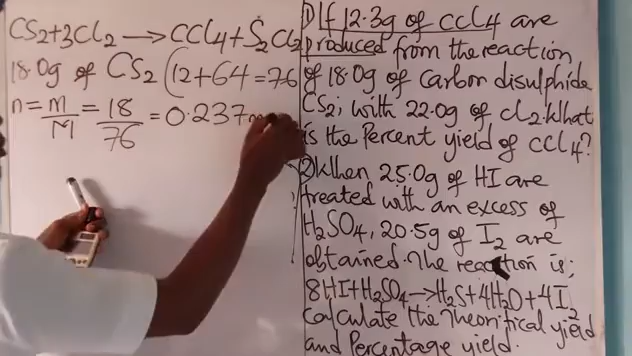 CS2+3Cl2 → CCl4+S2Cl2
18.0g of CS2 (12+64=76
n=m/M=18/76=0.237m
1) If 12.3g of CCl4 are
produced from the reaction
of 18.0g of Carbon disulphide
CS2, with 22.0g of Cl2. What
is the Percent yield of CCl4?
2) When 25.0g of HI are
treated with an excess of
H2SO4, 20.5g of I2 are
obtained. The reaction is;
8HI+H2SO4→H2S+4H2O+4I2
calculate the Theoritical yield
and Percentage yield.